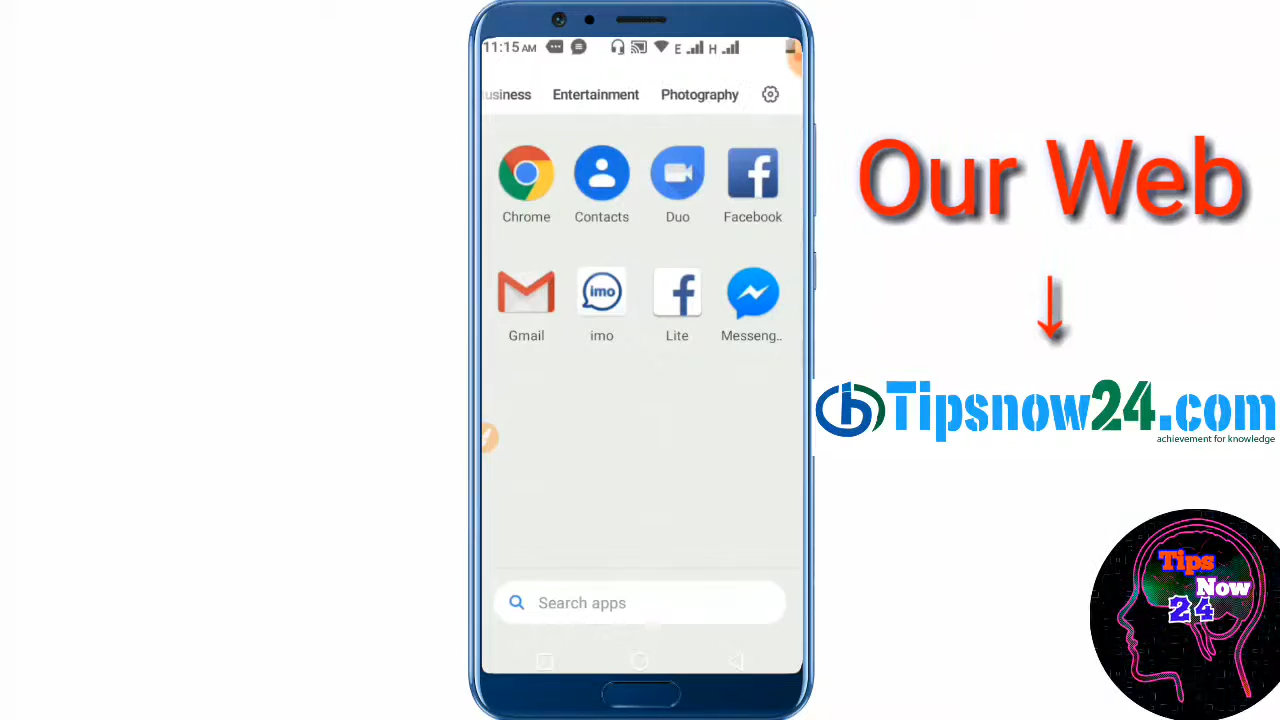 11:15 AM E H
usiness Entertainment Photography
Chrome Contacts Duo Facebook
Gmail imo Lite Messeng..
Search apps
Our Web
↓
Tipsnow24.com
achievement for knowledge
Tips
Now
24